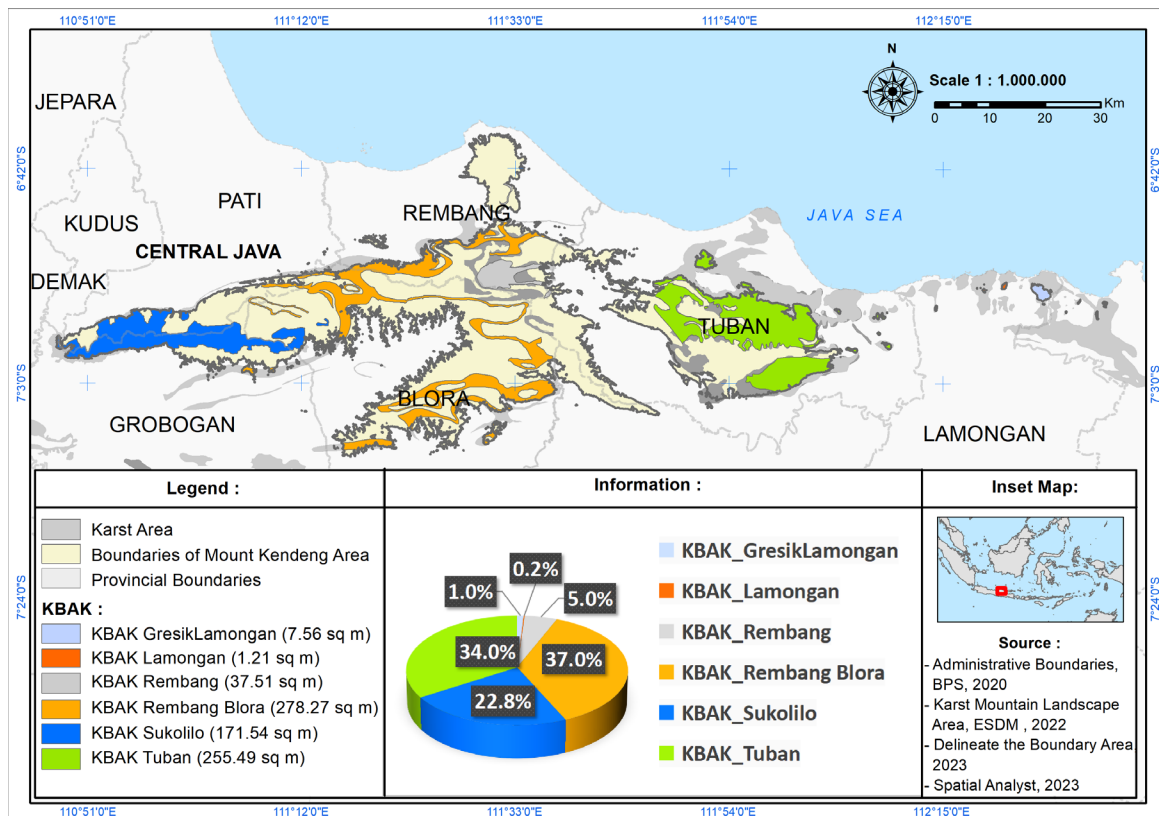 110°51'0"E 111°12'0"E 111°33'0"E 111°54'0"E 112°15'0"E
N
Scale 1 : 1.000.000
Km
0 10 20 30
JEPARA
6°42'0"S 6°42'0"S
PATI
REMBANG
JAVA SEA
KUDUS
CENTRAL JAVA
DEMAK
TUBAN
7°3'0"S 7°3'0"S
BLORA
GROBOGAN
LAMONGAN
Legend :
Karst Area
Boundaries of Mount Kendeng Area
Provincial Boundaries
KBAK :
KBAK GresikLamongan (7.56 sq m)
KBAK Lamongan (1.21 sq m)
KBAK Rembang (37.51 sq m)
KBAK Rembang Blora (278.27 sq m)
KBAK Sukolilo (171.54 sq m)
KBAK Tuban (255.49 sq m)
Information :
0.2%
1.0%
5.0%
34.0%
37.0%
22.8%
KBAK_GresikLamongan
KBAK_Lamongan
KBAK_Rembang
KBAK_Rembang Blora
KBAK_Sukolilo
KBAK_Tuban
Inset Map:
Source :
- Administrative Boundaries,
BPS, 2020
- Karst Mountain Landscape
Area, ESDM , 2022
- Delineate the Boundary Area,
2023
- Spatial Analyst, 2023
7°24'0"S 7°24'0"S
110°51'0"E 111°12'0"E 111°33'0"E 111°54'0"E 112°15'0"E